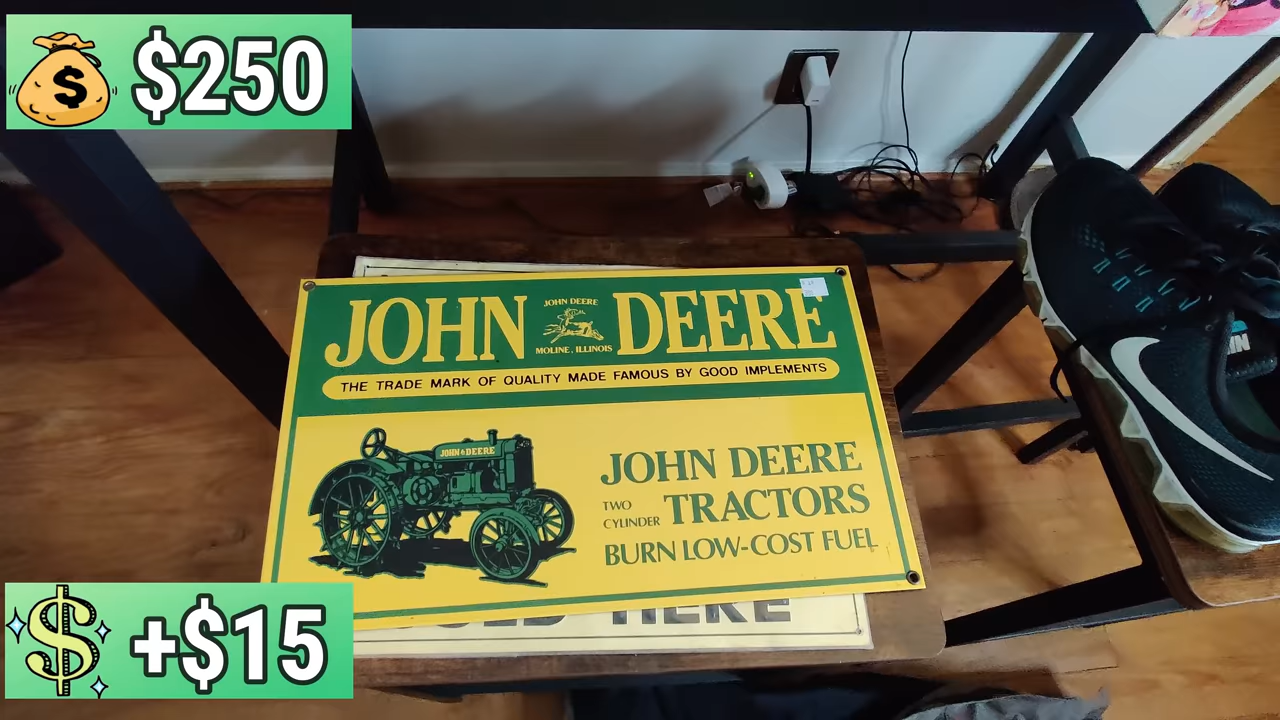 $250
JOHN DEERE
JOHN DEERE
MOLINE, ILLINOIS
THE TRADE MARK OF QUALITY MADE FAMOUS BY GOOD IMPLEMENTS
JOHN DEERE
JOHN DEERE
TWO CYLINDER TRACTORS
BURN LOW-COST FUEL
HERE
+$15